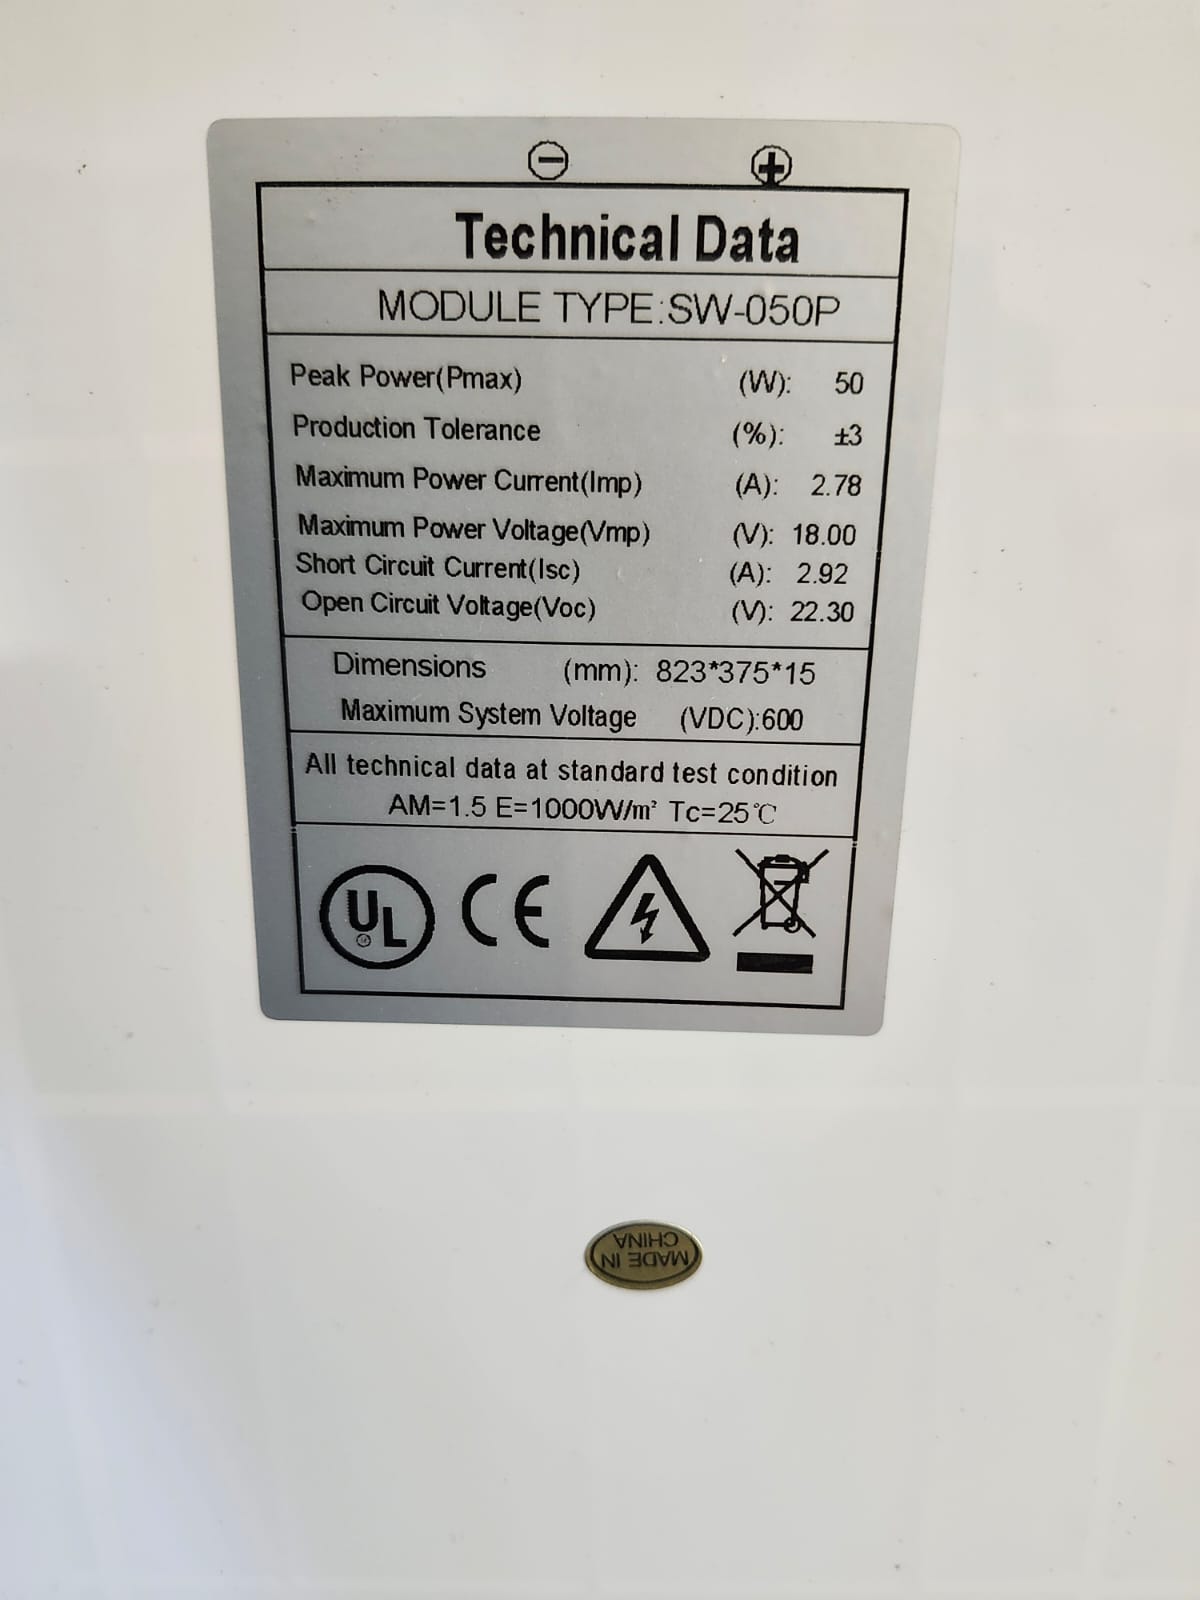 Technical Data
MODULE TYPE:SW-050P
Peak Power(Pmax) (W): 50
Production Tolerance (%): ±3
Maximum Power Current(Imp) (A): 2.78
Maximum Power Voltage(Vmp) (V): 18.00
Short Circuit Current(Isc) (A): 2.92
Open Circuit Voltage(Voc) (V): 22.30
Dimensions (mm): 823*375*15
Maximum System Voltage (VDC):600
All technical data at standard test condition
AM=1.5 E=1000W/m² Tc=25℃
UL CE
MADE IN
CHINA